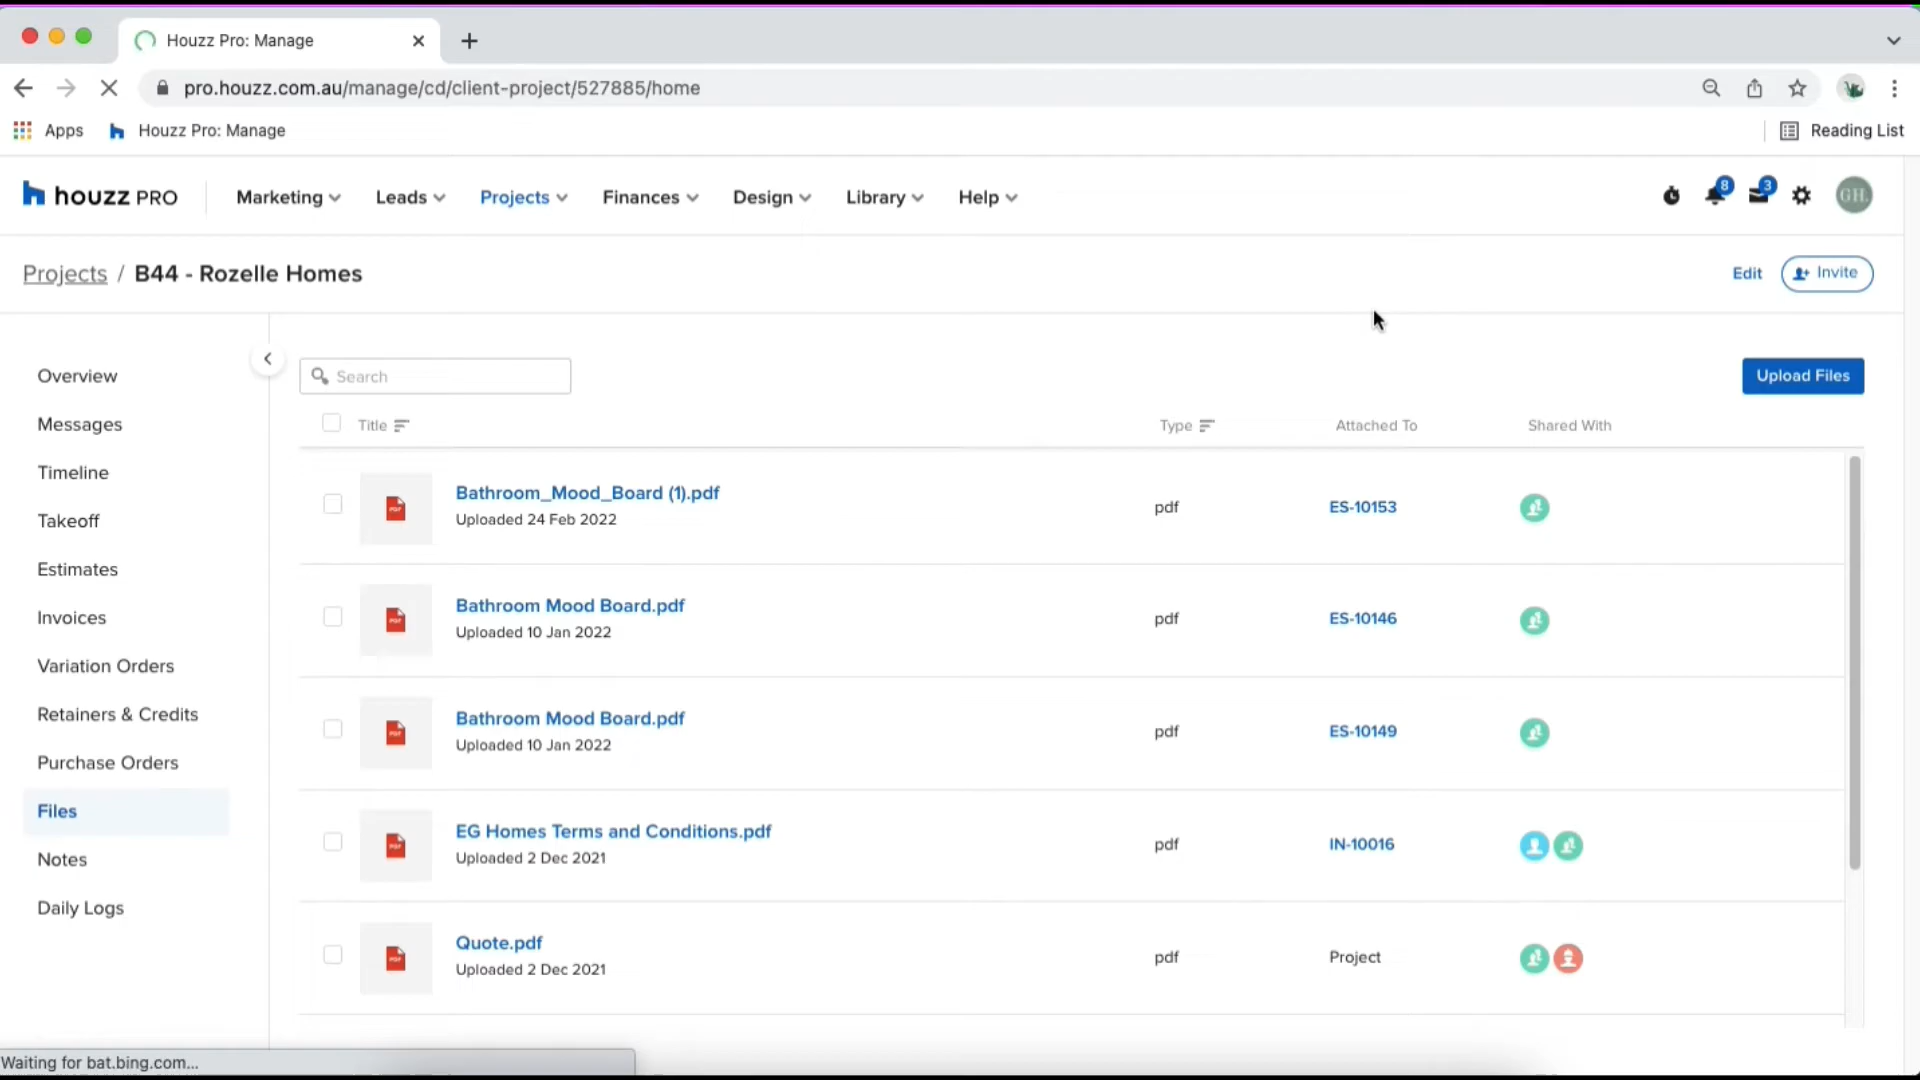 Houzz Pro: Manage
pro.houzz.com.au/manage/cd/client-project/527885/home
Apps Houzz Pro: Manage Reading List
houzz PRO Marketing Leads Projects Finances Design Library Help 8 3 GH
Projects / B44 - Rozelle Homes Edit Invite
Overview
Messages
Timeline
Takeoff
Estimates
Invoices
Variation Orders
Retainers & Credits
Purchase Orders
Files
Notes
Daily Logs
Search Upload Files
Title Type Attached To Shared With
Bathroom_Mood_Board (1).pdf pdf ES-10153
Uploaded 24 Feb 2022
Bathroom Mood Board.pdf pdf ES-10146
Uploaded 10 Jan 2022
Bathroom Mood Board.pdf pdf ES-10149
Uploaded 10 Jan 2022
EG Homes Terms and Conditions.pdf pdf IN-10016
Uploaded 2 Dec 2021
Quote.pdf pdf Project
Uploaded 2 Dec 2021
Waiting for bat.bing.com...